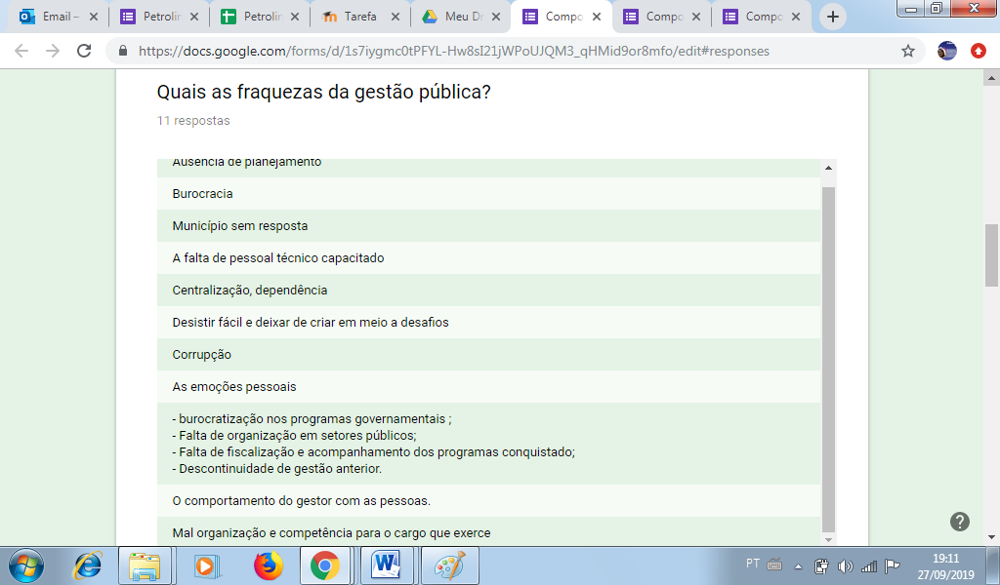 Email –
Petrolin
Petrolin
Tarefa
Meu Dr
Compo
Compo
Compo
https://docs.google.com/forms/d/1s7iygmc0tPFYL-Hw8sI21jWPoUJQM3_qHMid9or8mfo/edit#responses
Quais as fraquezas da gestão pública?
11 respostas
Ausência de planejamento
Burocracia
Município sem resposta
A falta de pessoal técnico capacitado
Centralização, dependência
Desistir fácil e deixar de criar em meio a desafios
Corrupção
As emoções pessoais
- burocratização nos programas governamentais ;
- Falta de organização em setores públicos;
- Falta de fiscalização e acompanhamento dos programas conquistado;
- Descontinuidade de gestão anterior.
O comportamento do gestor com as pessoas.
Mal organização e competência para o cargo que exerce
PT
19:11
27/09/2019